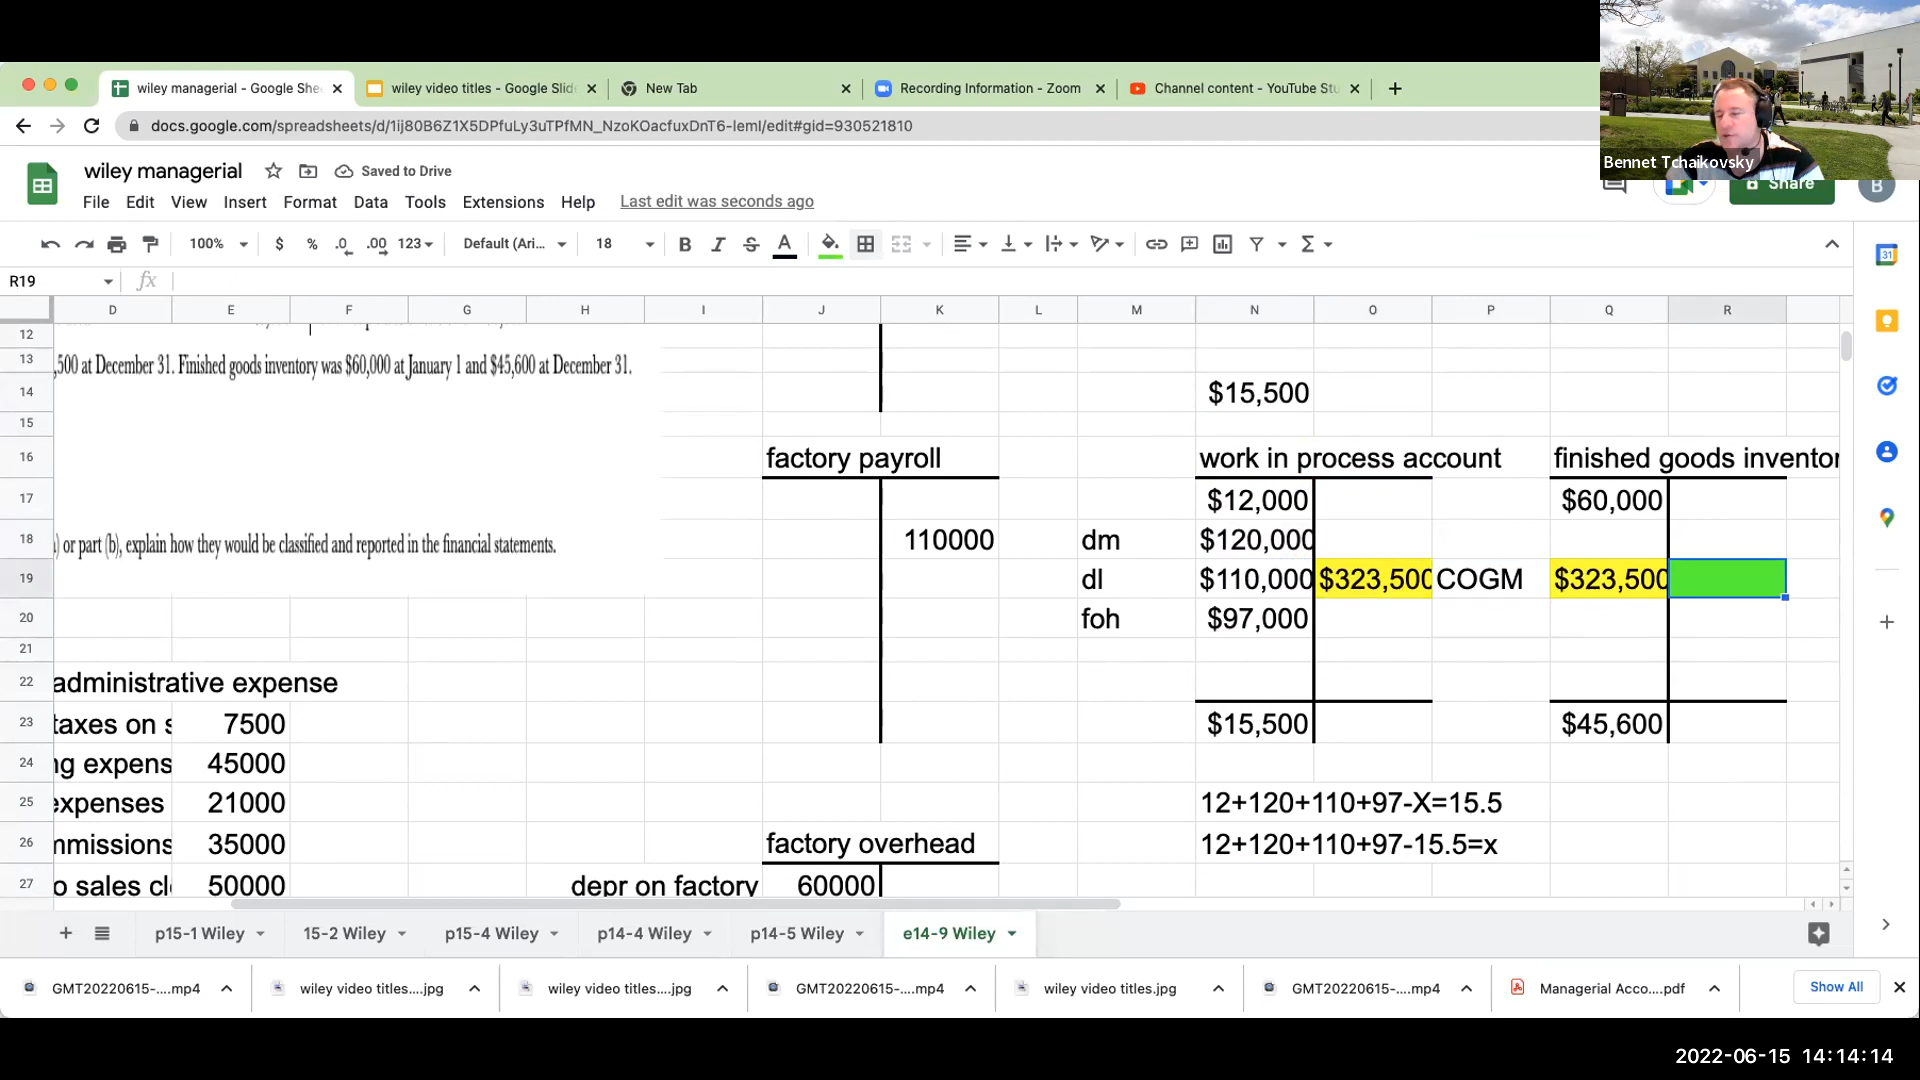 wiley managerial - Google She
wiley video titles - Google Slid
New Tab
Recording Information - Zoom
Channel content - YouTube Stu
docs.google.com/spreadsheets/d/1ij80B6Z1X5DPfuLy3uTPfMN_NzoKOacfuxDnT6-lemI/edit#gid=930521810
Bennet Tchaikovsky
wiley managerial
Saved to Drive
Share
B
File Edit View Insert Format Data Tools Extensions Help Last edit was seconds ago
100% $ % .0 .00 123 Default (Ari... 18 B I S A
31
R19 fx
D E F G H I J K L M N O P Q R
12
13 ,500 at December 31. Finished goods inventory was $60,000 at January 1 and $45,600 at December 31.
14 $15,500
15
16 factory payroll work in process account finished goods inventor
17 $12,000 $60,000
18 ) or part (b), explain how they would be classified and reported in the financial statements. 110000 dm $120,000
19 dl $110,000 $323,500 COGM $323,500
20 foh $97,000
21
22 administrative expense
23 taxes on s 7500 $15,500 $45,600
24 ng expens 45000
25 expenses 21000 12+120+110+97-X=15.5
26 mmissions 35000 factory overhead 12+120+110+97-15.5=x
27 o sales cl 50000 depr on factory 60000
p15-1 Wiley 15-2 Wiley p15-4 Wiley p14-4 Wiley p14-5 Wiley e14-9 Wiley
GMT20220615-....mp4 wiley video titles....jpg wiley video titles....jpg GMT20220615-....mp4 wiley video titles.jpg GMT20220615-....mp4 Managerial Acco....pdf Show All
2022-06-15 14:14:14